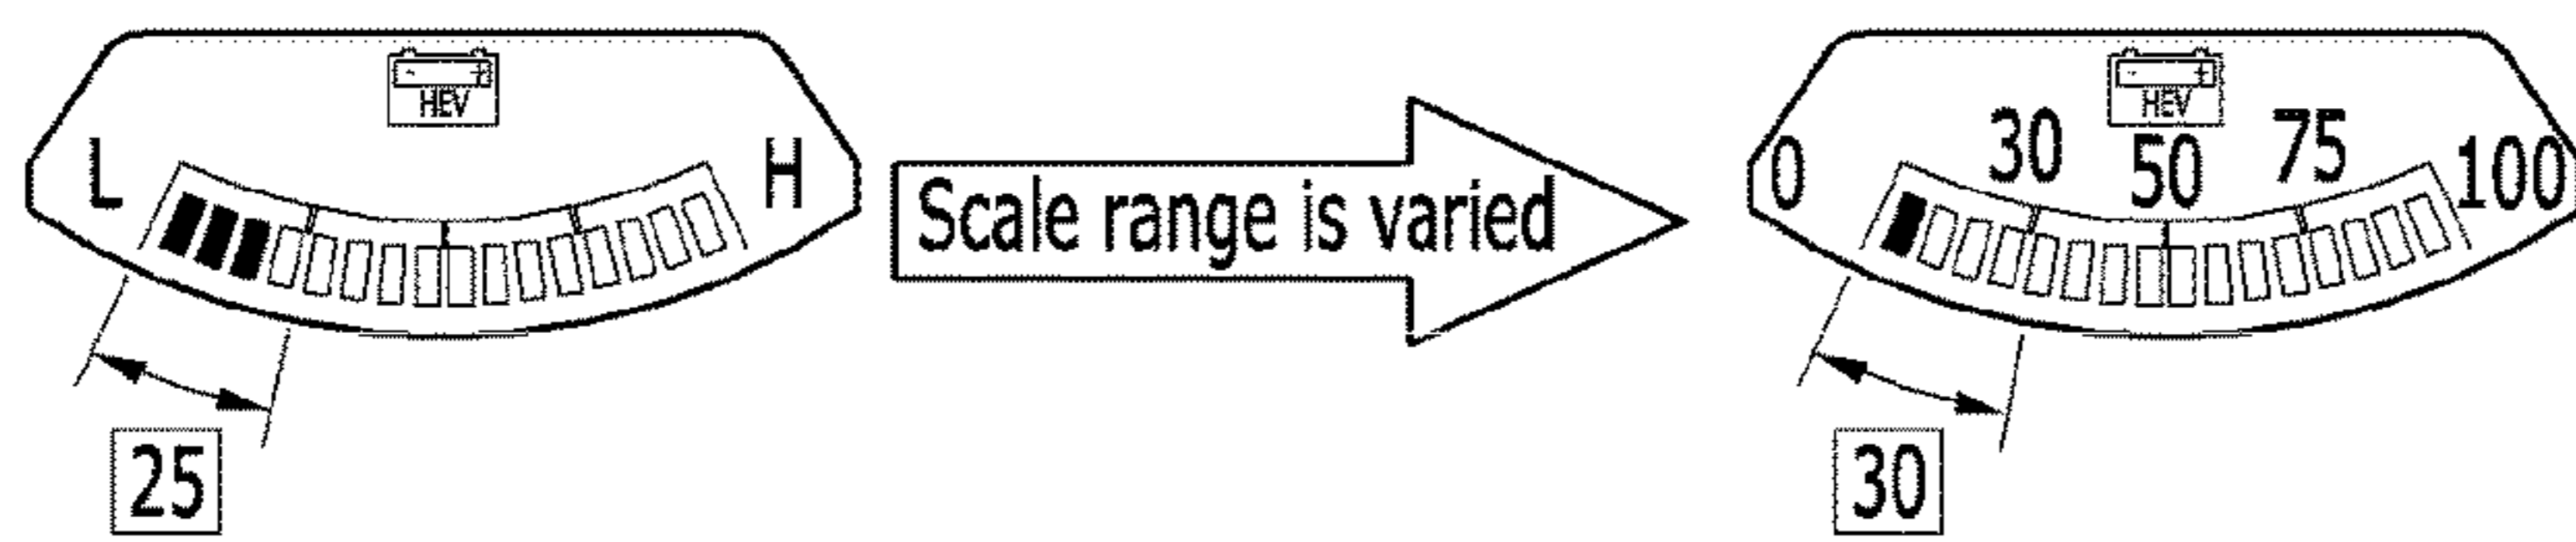 - +
HEV
L
H
25
Scale range is varied
- +
HEV
0
30
50
75
100
30